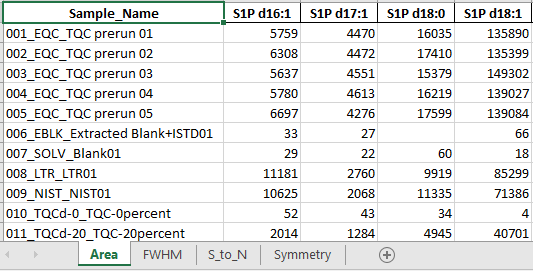 Sample_Name S1P d16:1 S1P d17:1 S1P d18:0 S1P d18:1
001_EQC_TQC prerun 01 5759 4470 16035 135890
002_EQC_TQC prerun 02 6308 4472 17410 135399
003_EQC_TQC prerun 03 5637 4551 15379 149302
004_EQC_TQC prerun 04 5780 4613 16219 139027
005_EQC_TQC prerun 05 6697 4276 17599 139084
006_EBLK_Extracted Blank+ISTD01 33 27 66
007_SOLV_Blank01 29 22 60 18
008_LTR_LTR01 11181 2760 9919 85299
009_NIST_NIST01 10625 2068 11335 71386
010_TQCd-0_TQC-0percent 52 43 34 4
011_TQCd-20_TQC-20percent 2014 1284 4945 40701
Area FWHM S_to_N Symmetry